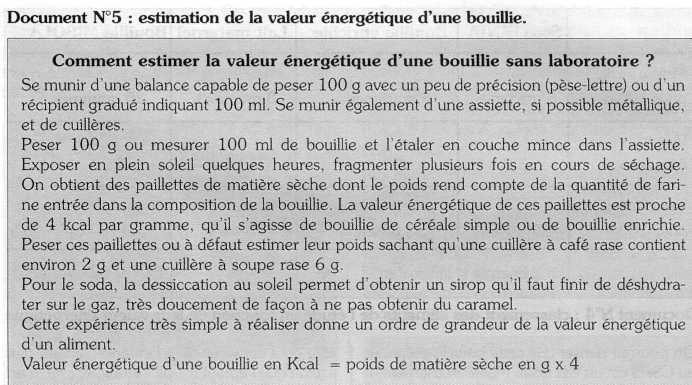 Document N°5 : estimation de la valeur énergétique d'une bouillie.
Comment estimer la valeur énergétique d'une bouillie sans laboratoire ?
Se munir d'une balance capable de peser 100 g avec un peu de précision (pèse-lettre) ou d'un
récipient gradué indiquant 100 ml. Se munir également d'une assiette, si possible métallique,
et de cuillères.
Peser 100 g ou mesurer 100 ml de bouillie et l'étaler en couche mince dans l'assiette.
Exposer en plein soleil quelques heures, fragmenter plusieurs fois en cours de séchage.
On obtient des paillettes de matière sèche dont le poids rend compte de la quantité de fari-
ne entrée dans la composition de la bouillie. La valeur énergétique de ces paillettes est proche
de 4 kcal par gramme, qu'il s'agisse de bouillie de céréale simple ou de bouillie enrichie.
Peser ces paillettes ou à défaut estimer leur poids sachant qu'une cuillère à café rase contient
environ 2 g et une cuillère à soupe rase 6 g.
Pour le soda, la dessiccation au soleil permet d'obtenir un sirop qu'il faut finir de déshydra-
ter sur le gaz, très doucement de façon à ne pas obtenir du caramel.
Cette expérience très simple à réaliser donne un ordre de grandeur de la valeur énergétique
d'un aliment.
Valeur énergétique d'une bouillie en Kcal = poids de matière sèche en g x 4